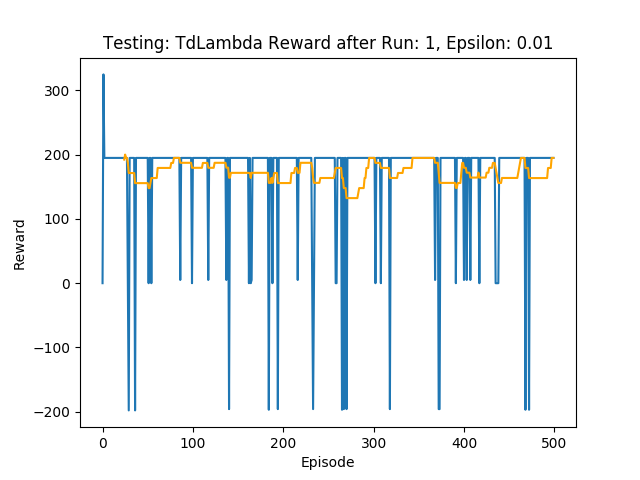 Testing: TdLambda Reward after Run: 1, Epsilon: 0.01
300
200
100
0
−100
−200
Reward
0 100 200 300 400 500
Episode